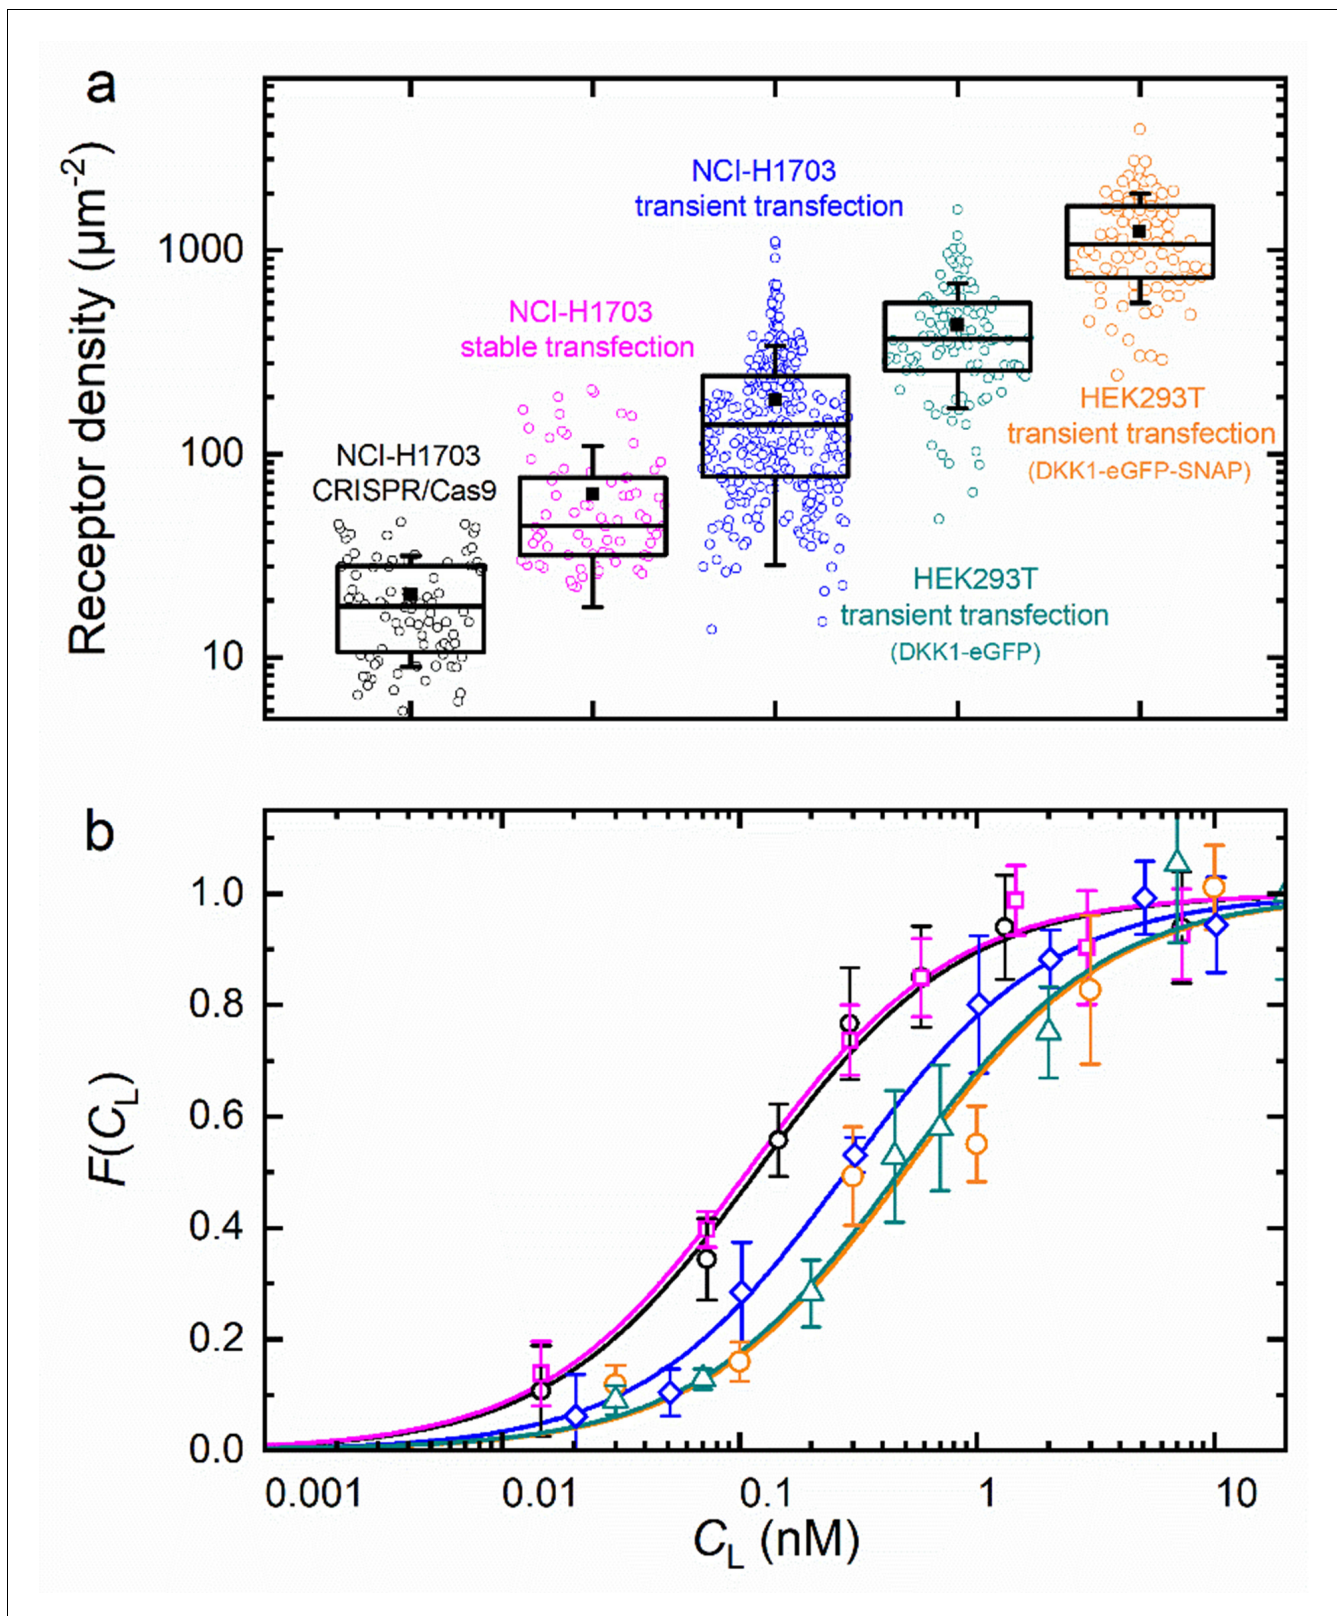 a
Receptor density (µm-2)
1000
100
10
NCI-H1703
CRISPR/Cas9
NCI-H1703
stable transfection
NCI-H1703
transient transfection
HEK293T
transient transfection
(DKK1-eGFP)
HEK293T
transient transfection
(DKK1-eGFP-SNAP)
b
F(CL)
1.0
0.8
0.6
0.4
0.2
0.0
0.001 0.01 0.1 1 10
CL (nM)